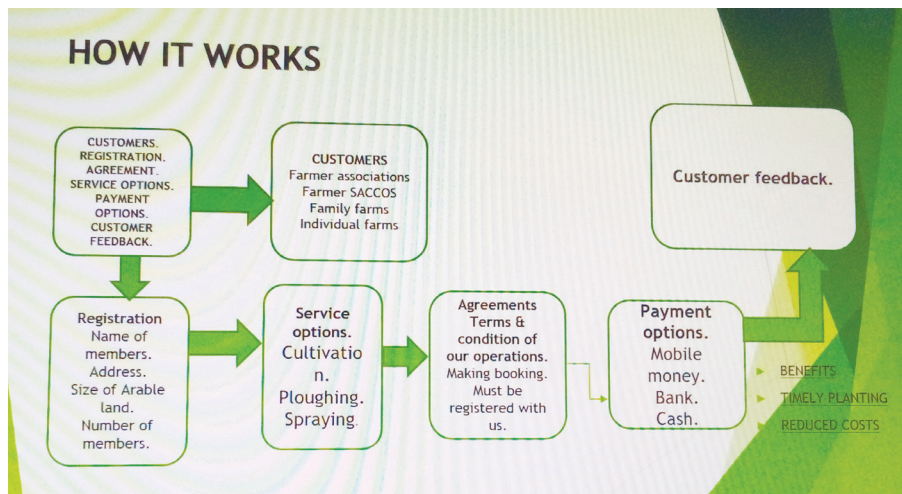 HOW IT WORKS
CUSTOMERS.
REGISTRATION.
AGREEMENT.
SERVICE OPTIONS.
PAYMENT
OPTIONS.
CUSTOMER
FEEDBACK.
CUSTOMERS
Farmer associations
Farmer SACCOS
Family farms
Individual farms
Customer feedback.
Registration
Name of
members.
Address.
Size of Arable
land.
Number of
members.
Service
options.
Cultivatio
n.
Ploughing.
Spraying.
Agreements
Terms &
condition of
our operations.
Making booking.
Must be
registered with
us.
Payment
options.
Mobile
money.
Bank.
Cash.
BENEFITS
TIMELY PLANTING
REDUCED COSTS